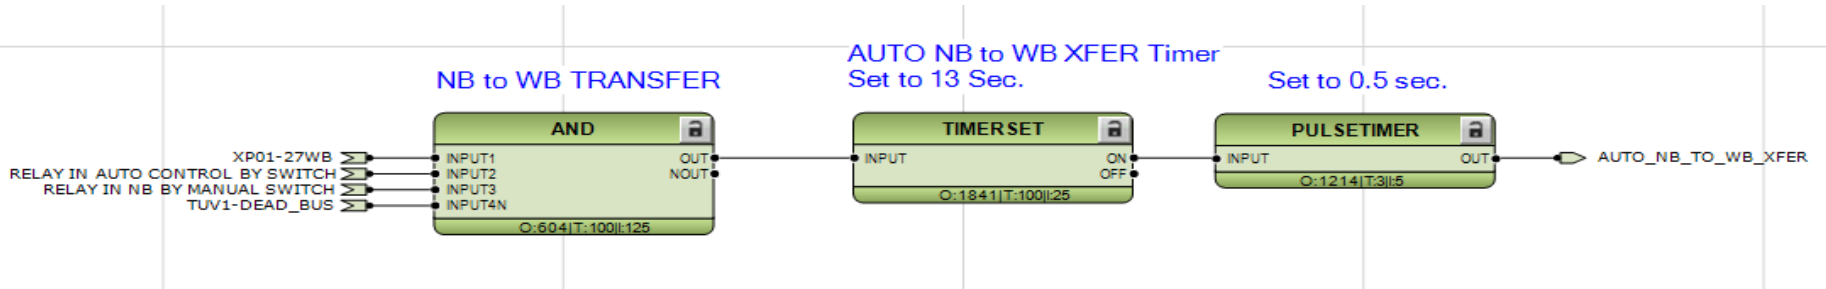 AUTO NB to WB XFER Timer
NB to WB TRANSFER
Set to 13 Sec.
Set to 0.5 sec.
AND
TIMERSET
PULSETIMER
XP01-27WB
INPUT1
OUT
INPUT
ON
INPUT
OUT
AUTO_NB_TO_WB_XFER
RELAY IN AUTO CONTROL BY SWITCH
INPUT2
NOUT
OFF
O:1214|T:3|I:5
RELAY IN NB BY MANUAL SWITCH
INPUT3
O:1841|T:100|I:25
TUV1-DEAD_BUS
INPUT4N
O:604|T:100|I:125